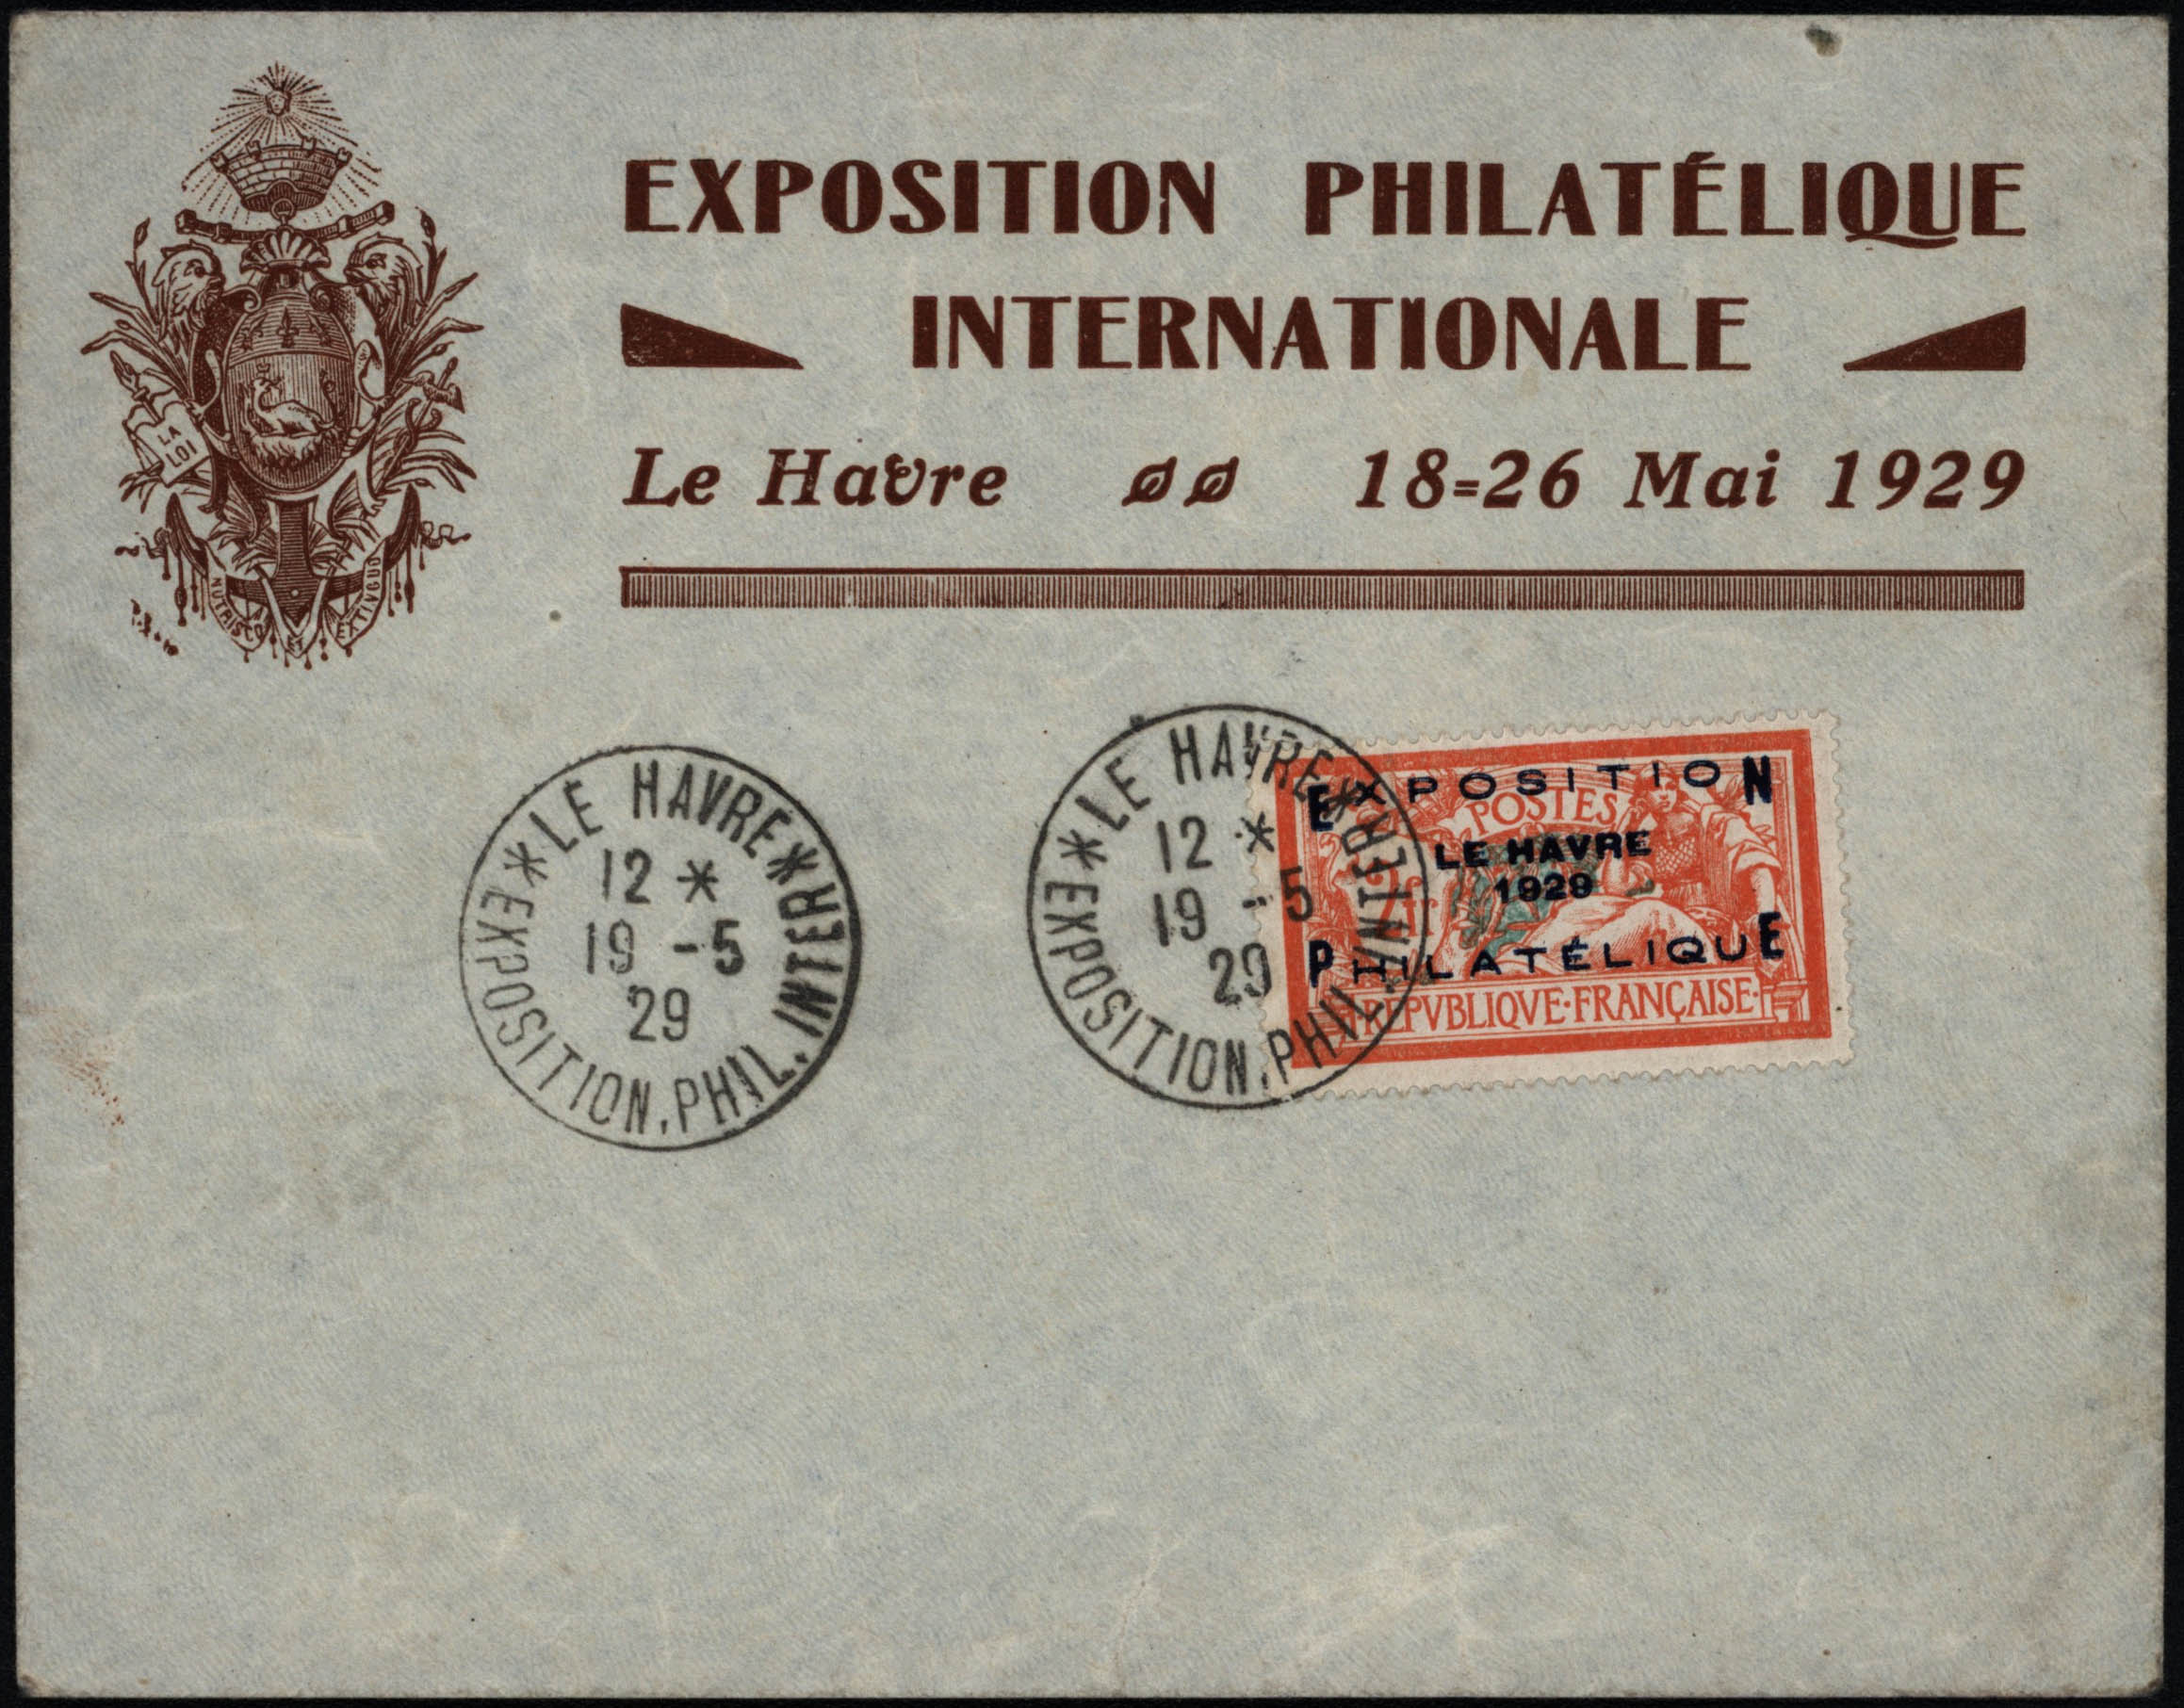 EXPOSITION PHILATÉLIQUE
INTERNATIONALE
Le Havre 18=26 Mai 1929
LA
LOI
NUTRISCO ET EXTINGUO
*LE HAVRE*
EXPOSITION.PHIL.INTER
12 *
19 -5
29
*LE HAVRE*
EXPOSITION.PHIL.INTER
12 *
19 -5
29
EXPOSITION
POSTES
LE HAVRE
1929
2Fr
PHILATÉLIQUE
REPVBLIQVE·FRANÇAISE